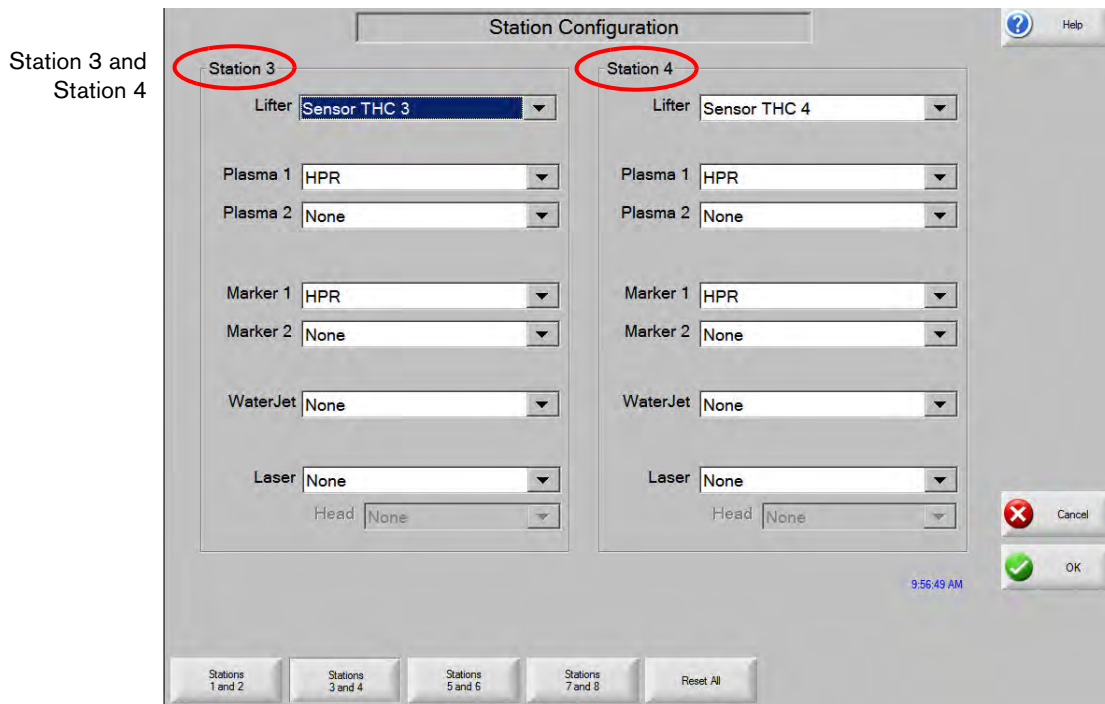 Station 3 and
Station 4
Station Configuration
Help
Station 3
Lifter Sensor THC 3
Plasma 1 HPR
Plasma 2 None
Marker 1 HPR
Marker 2 None
WaterJet None
Laser None
Head None
Station 4
Lifter Sensor THC 4
Plasma 1 HPR
Plasma 2 None
Marker 1 HPR
Marker 2 None
WaterJet None
Laser None
Head None
Cancel
OK
9:56:49 AM
Stations
1 and 2
Stations
3 and 4
Stations
5 and 6
Stations
7 and 8
Reset All